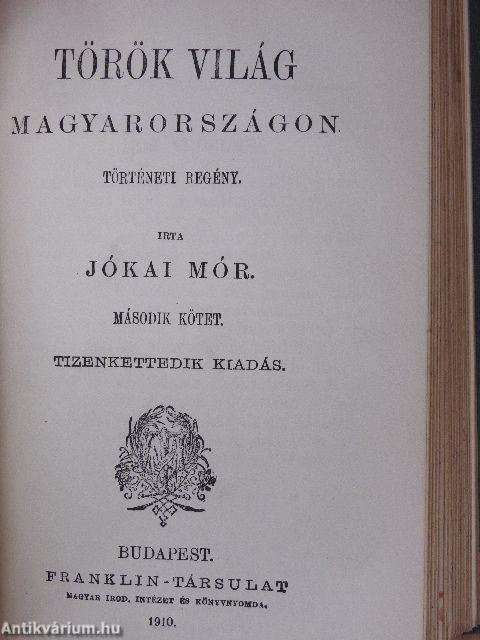 TÖRÖK VILÁG
MAGYARORSZÁGON.
TÖRTÉNETI REGÉNY.
IRTA
JÓKAI MÓR.
MÁSODIK KÖTET.
TIZENKETTEDIK KIADÁS.
BUDAPEST.
FRANKLIN-TÁRSULAT
MAGYAR IROD. INTÉZET ÉS KÖNYVNYOMDA.
1910.
Antikvárium.hu